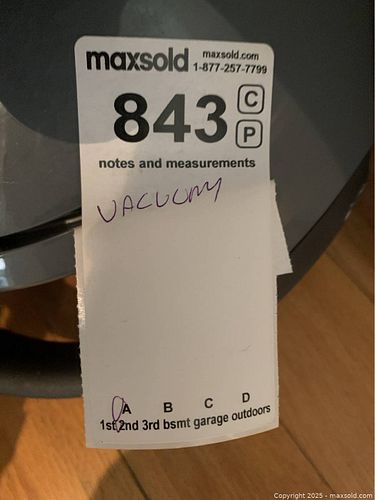 maxsold
maxsold.com
1-877-257-7799
843
C
P
notes and measurements
VACUUM
A B C D
1st 2nd 3rd bsmt garage outdoors
Copyright 2025 - maxsold.com